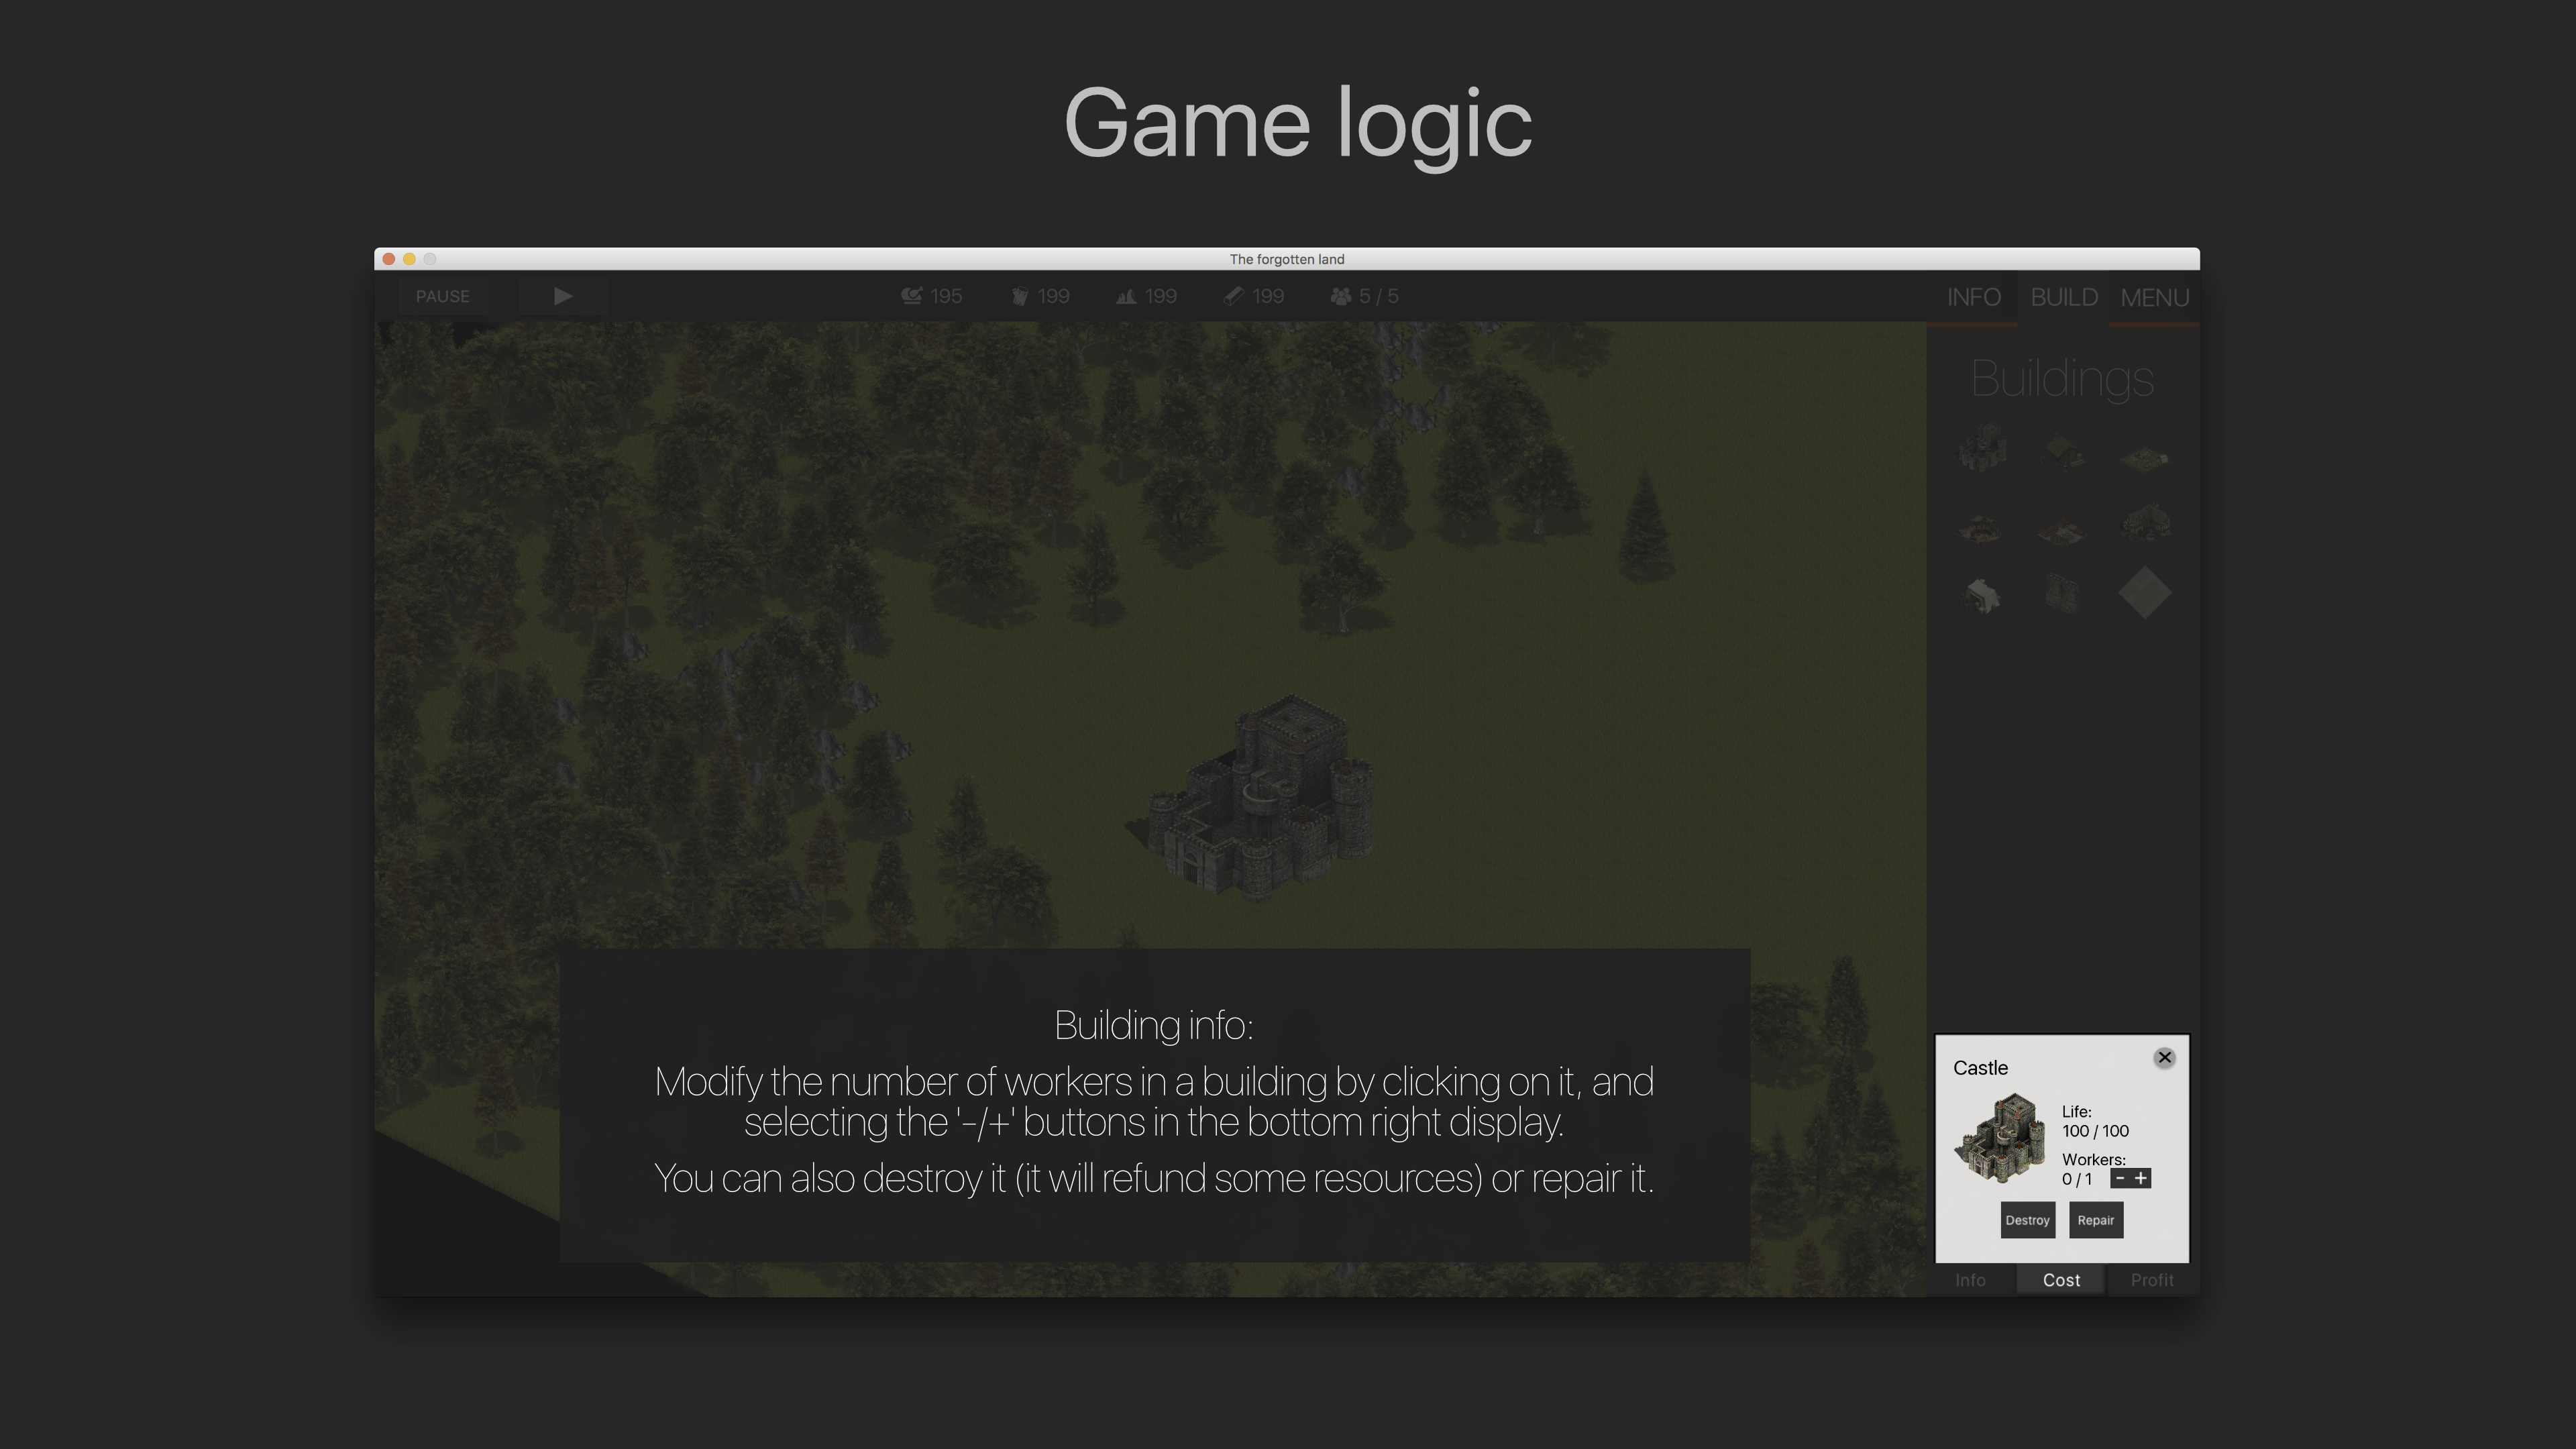 Game logic
The forgotten land
PAUSE 195 199 199 199 5 / 5 INFO BUILD MENU
Buildings
Building info:
Modify the number of workers in a building by clicking on it, and
selecting the '-/+' buttons in the bottom right display.
You can also destroy it (it will refund some resources) or repair it.
Castle
Life:
100 / 100
Workers:
0 / 1 - +
Destroy Repair
Info Cost Profit